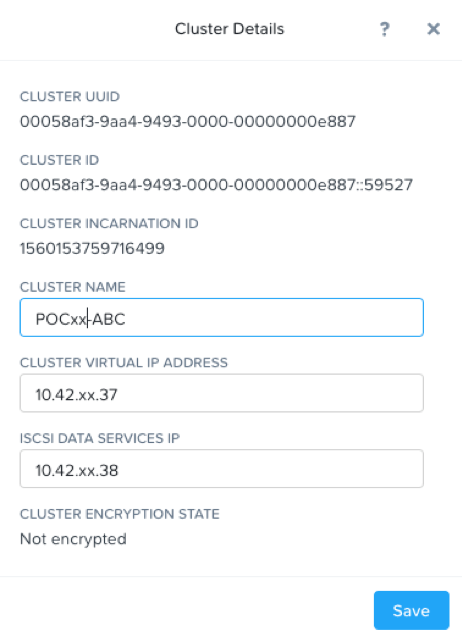 Cluster Details ? ×
CLUSTER UUID
00058af3-9aa4-9493-0000-00000000e887
CLUSTER ID
00058af3-9aa4-9493-0000-00000000e887::59527
CLUSTER INCARNATION ID
1560153759716499
CLUSTER NAME
POCxx-ABC
CLUSTER VIRTUAL IP ADDRESS
10.42.xx.37
ISCSI DATA SERVICES IP
10.42.xx.38
CLUSTER ENCRYPTION STATE
Not encrypted
Save